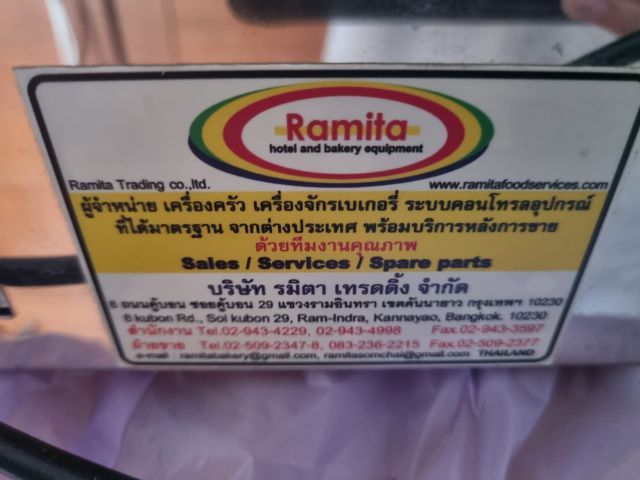 Ramita
hotel and bakery equipment
Ramita Trading co.,ltd. www.ramitafoodservices.com
ผู้จำหน่าย เครื่องครัว เครื่องจักรเบเกอรี่ ระบบคอนโทรลอุปกรณ์
ที่ได้มาตรฐาน จากต่างประเทศ พร้อมบริการหลังการขาย
ด้วยทีมงานคุณภาพ
Sales / Services / Spare parts
บริษัท รมิตา เทรดดิ้ง จำกัด
6 ถนนคู้บอน ซอยคู้บอน 29 แขวงรามอินทรา เขตคันนายาว กรุงเทพฯ 10230
6 kubon Rd., Soi kubon 29, Ram-Indra, Kannayao, Bangkok. 10230
สำนักงาน Tel.02-943-4229, 02-943-4998 Fax.02-943-3597
ฝ่ายขาย Tel.02-509-2347-8, 083-236-2215 Fax.02-509-2377
e-mail : ramitabakery@gmail.com, ramitasomchai@gmail.com THAILAND